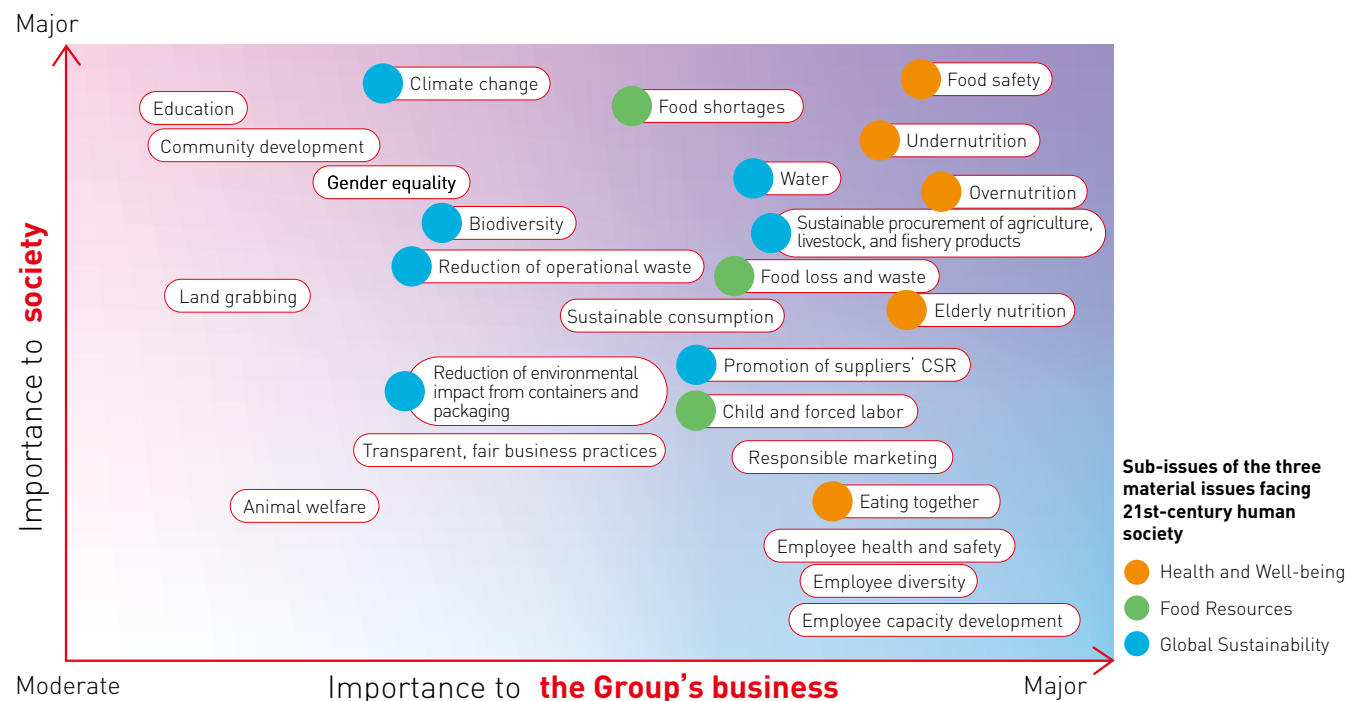 Major
Climate change
Food safety
Education
Food shortages
Community development
Undernutrition
Gender equality
Water
Overnutrition
Biodiversity
Sustainable procurement of agriculture,
livestock, and fishery products
Reduction of operational waste
Food loss and waste
Land grabbing
Sustainable consumption
Elderly nutrition
Promotion of suppliers' CSR
Reduction of environmental
impact from containers and
packaging
Child and forced labor
Transparent, fair business practices
Responsible marketing
Animal welfare
Eating together
Employee health and safety
Employee diversity
Employee capacity development
Importance to society
Moderate
Importance to the Group's business
Major
Sub-issues of the three
material issues facing
21st-century human
society
Health and Well-being
Food Resources
Global Sustainability